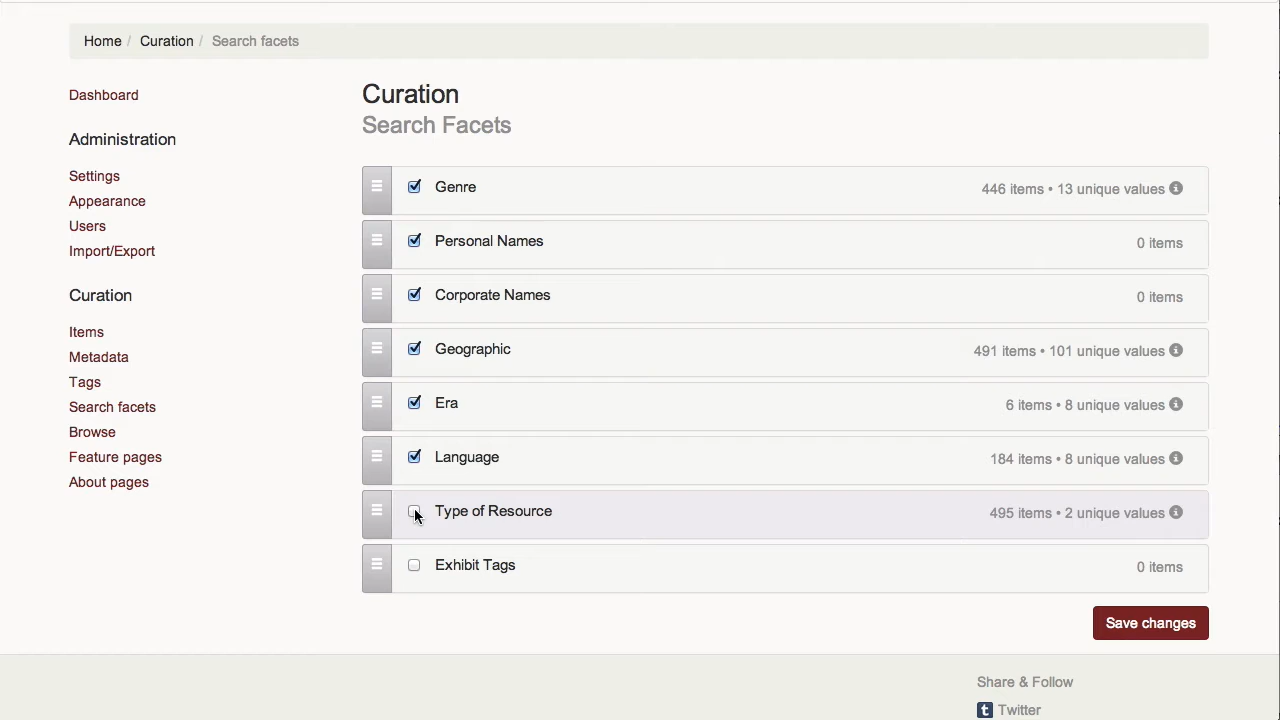 Home / Curation / Search facets
Dashboard
Administration
Settings
Appearance
Users
Import/Export
Curation
Items
Metadata
Tags
Search facets
Browse
Feature pages
About pages
Curation
Search Facets
Genre 446 items • 13 unique values
Personal Names 0 items
Corporate Names 0 items
Geographic 491 items • 101 unique values
Era 6 items • 8 unique values
Language 184 items • 8 unique values
Type of Resource 495 items • 2 unique values
Exhibit Tags 0 items
Save changes
Share & Follow
Twitter